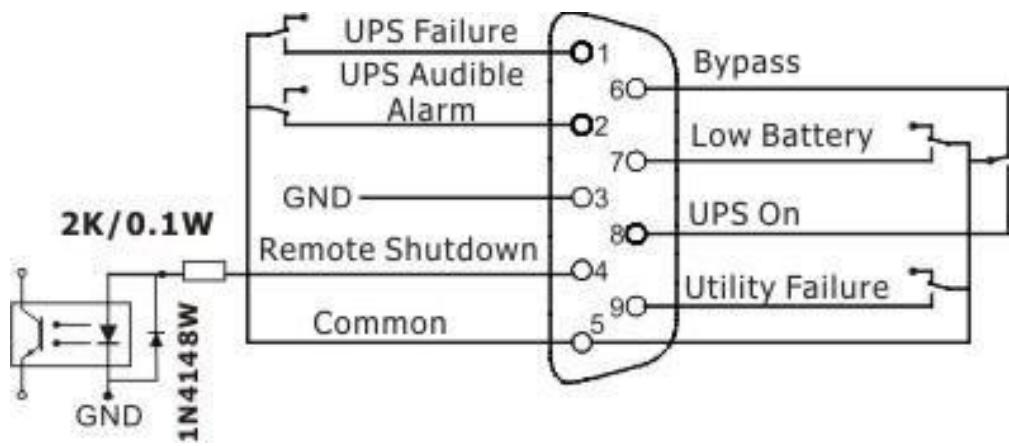 UPS Failure
1
UPS Audible
Alarm
2
GND
3
2K/0.1W
Remote Shutdown
4
Common
5
1N4148W
GND
Bypass
6
Low Battery
7
UPS On
8
Utility Failure
9